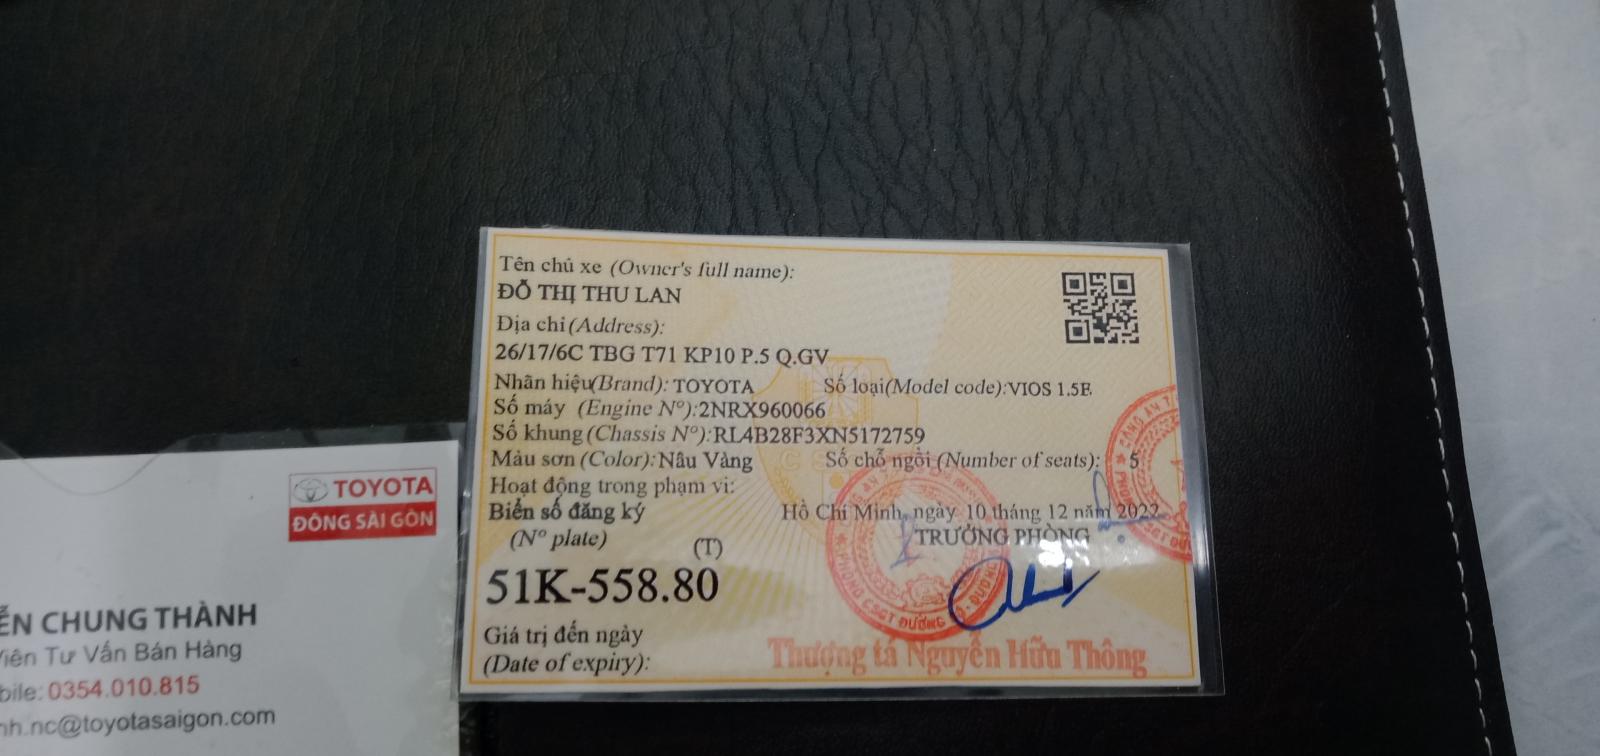 Tên chủ xe (Owner's full name):
ĐỖ THỊ THU LAN
Địa chỉ (Address):
26/17/6C TBG T71 KP10 P.5 Q.GV
Nhãn hiệu(Brand): TOYOTA Số loại(Model code):VIOS 1.5E
Số máy (Engine N°):2NRX960066
Số khung (Chassis N°):RL4B28F3XN5172759
Màu sơn (Color):Nâu Vàng Số chỗ ngồi (Number of seats): 5
Hoạt động trong phạm vi:
Biển số đăng ký Hồ Chí Minh, ngày 10 tháng 12 năm 2022
(N° plate) (T) TRƯỞNG PHÒNG
51K-558.80
Giá trị đến ngày
(Date of expiry):
Thượng tá Nguyễn Hữu Thông
PHÒNG CSGT ĐƯỜNG
CÔNG AN
TOYOTA
ĐÔNG SÀI GÒN
CHUNG THÀNH
Tư Vấn Bán Hàng
0354.010.815
nh.nc@toyotasaigon.com